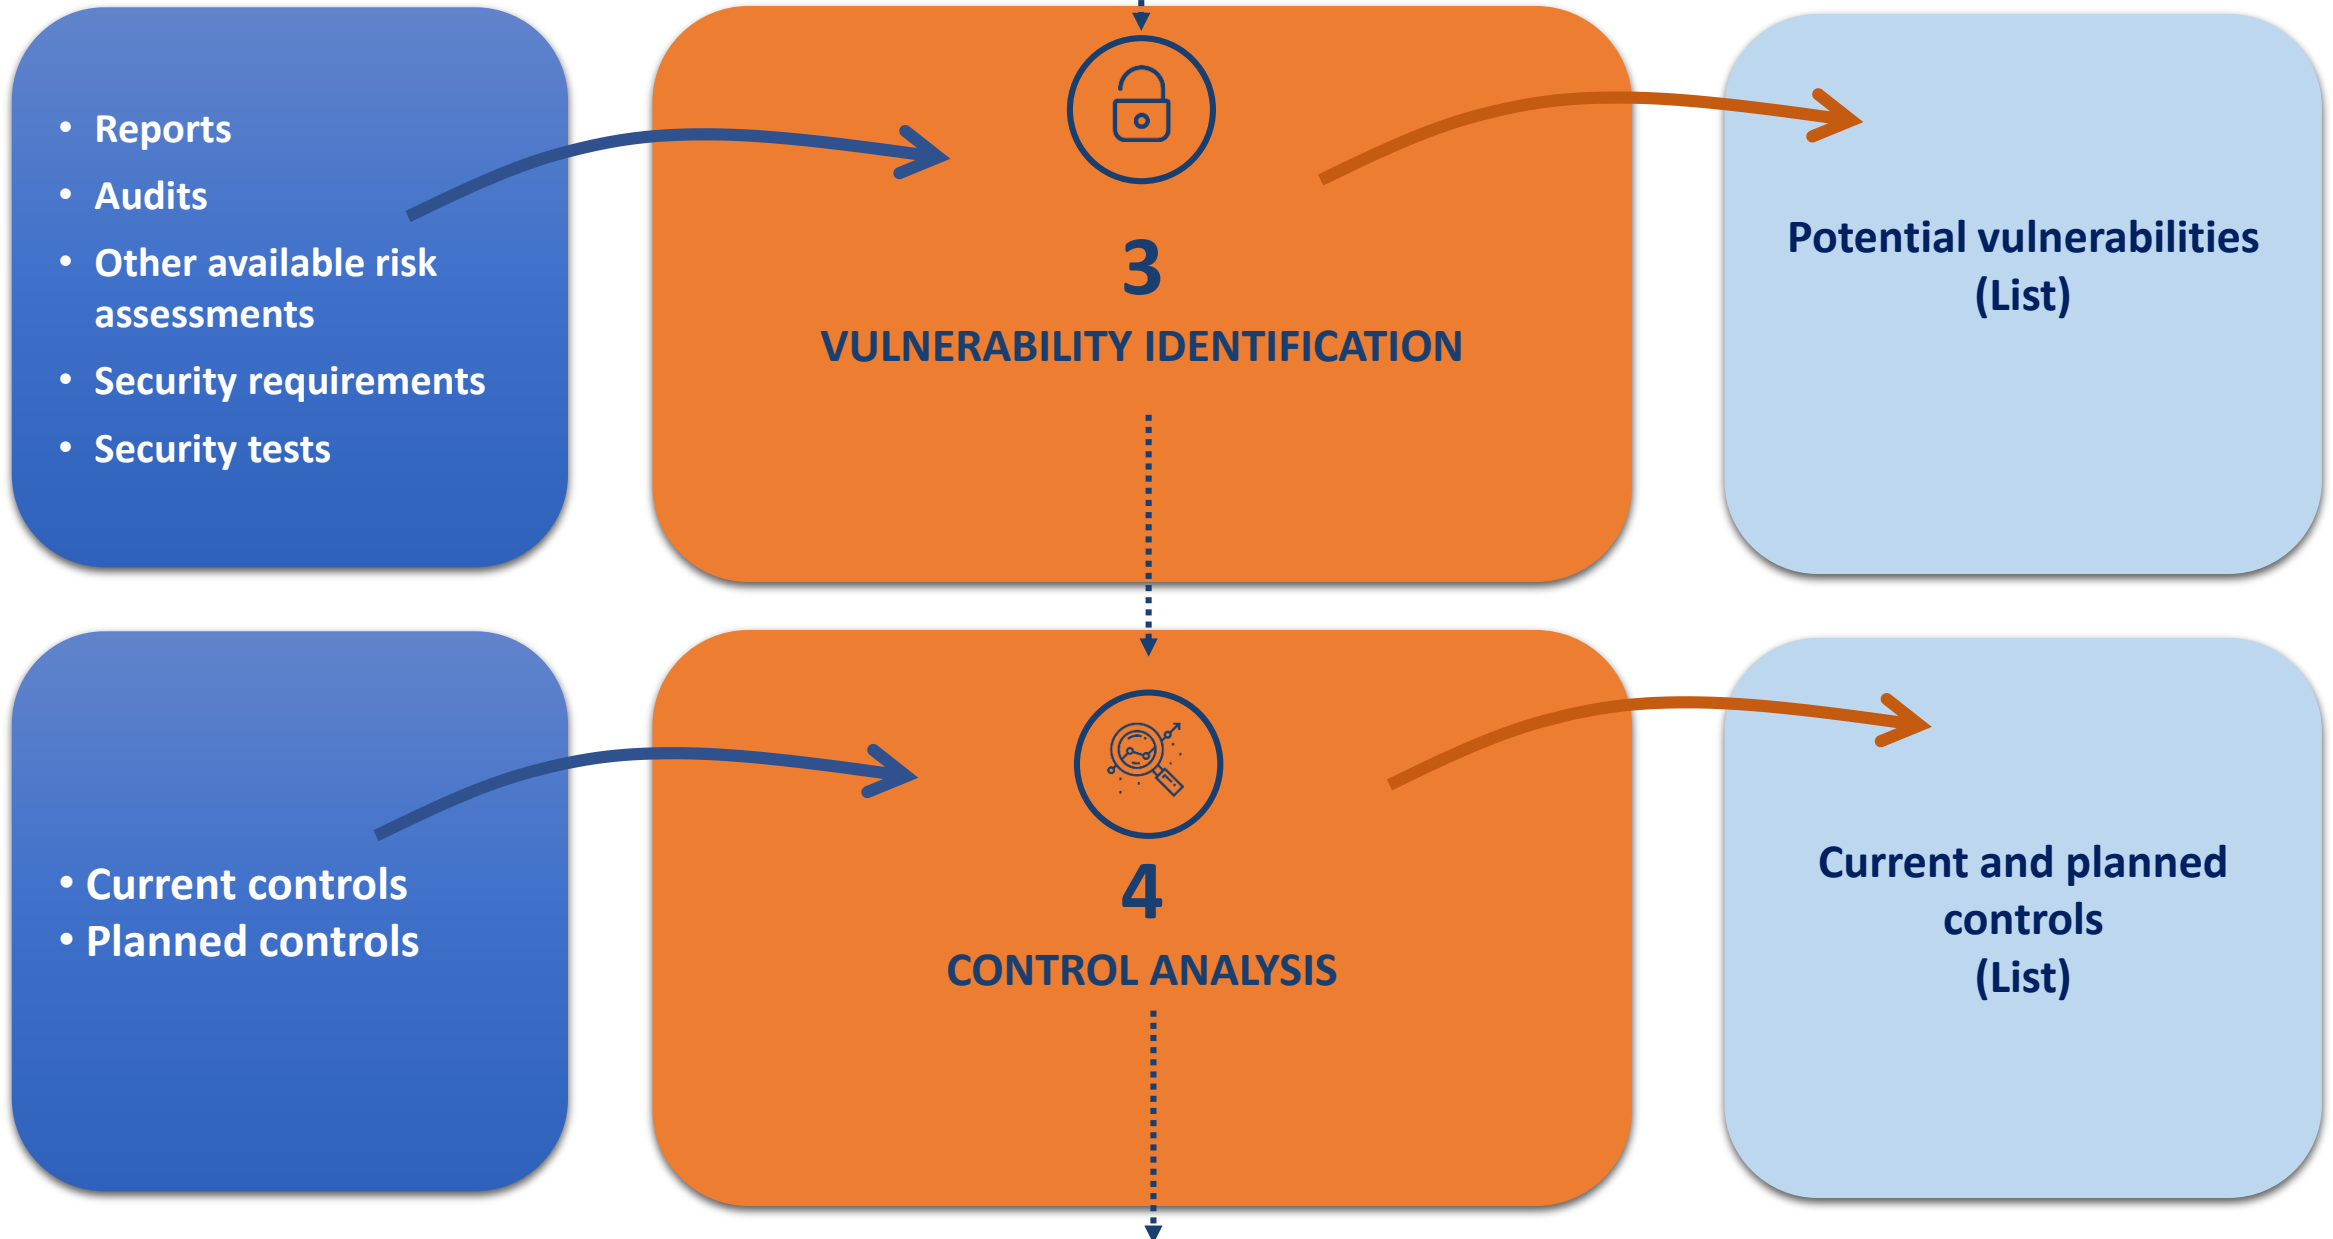 • Reports
• Audits
• Other available risk
assessments
• Security requirements
• Security tests
3
VULNERABILITY IDENTIFICATION
Potential vulnerabilities
(List)
• Current controls
• Planned controls
4
CONTROL ANALYSIS
Current and planned
controls
(List)